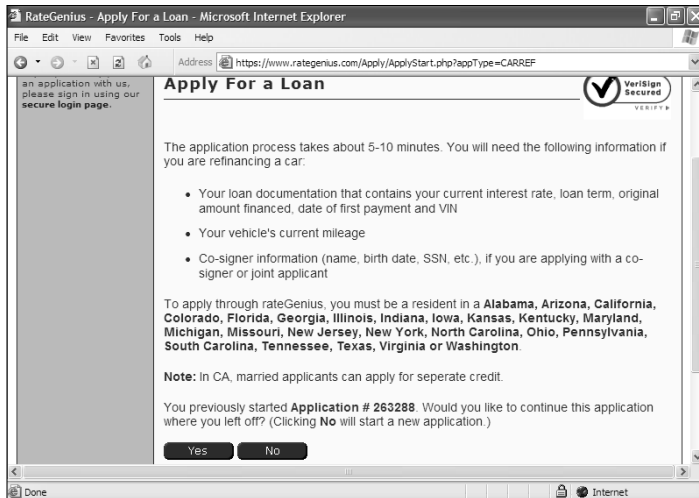 RateGenius - Apply For a Loan - Microsoft Internet Explorer
File Edit View Favorites Tools Help
Address https://www.rategenius.com/Apply/ApplyStart.php?appType=CARREF
an application with us,
please sign in using our
secure login page.
Apply For a Loan
VeriSign
Secured
VERIFY
The application process takes about 5-10 minutes. You will need the following information if
you are refinancing a car:
• Your loan documentation that contains your current interest rate, loan term, original
amount financed, date of first payment and VIN
• Your vehicle's current mileage
• Co-signer information (name, birth date, SSN, etc.), if you are applying with a co-
signer or joint applicant
To apply through rateGenius, you must be a resident in a Alabama, Arizona, California,
Colorado, Florida, Georgia, Illinois, Indiana, Iowa, Kansas, Kentucky, Maryland,
Michigan, Missouri, New Jersey, New York, North Carolina, Ohio, Pennsylvania,
South Carolina, Tennessee, Texas, Virginia or Washington.
Note: In CA, married applicants can apply for seperate credit.
You previously started Application # 263288. Would you like to continue this application
where you left off? (Clicking No will start a new application.)
Yes No
Done Internet